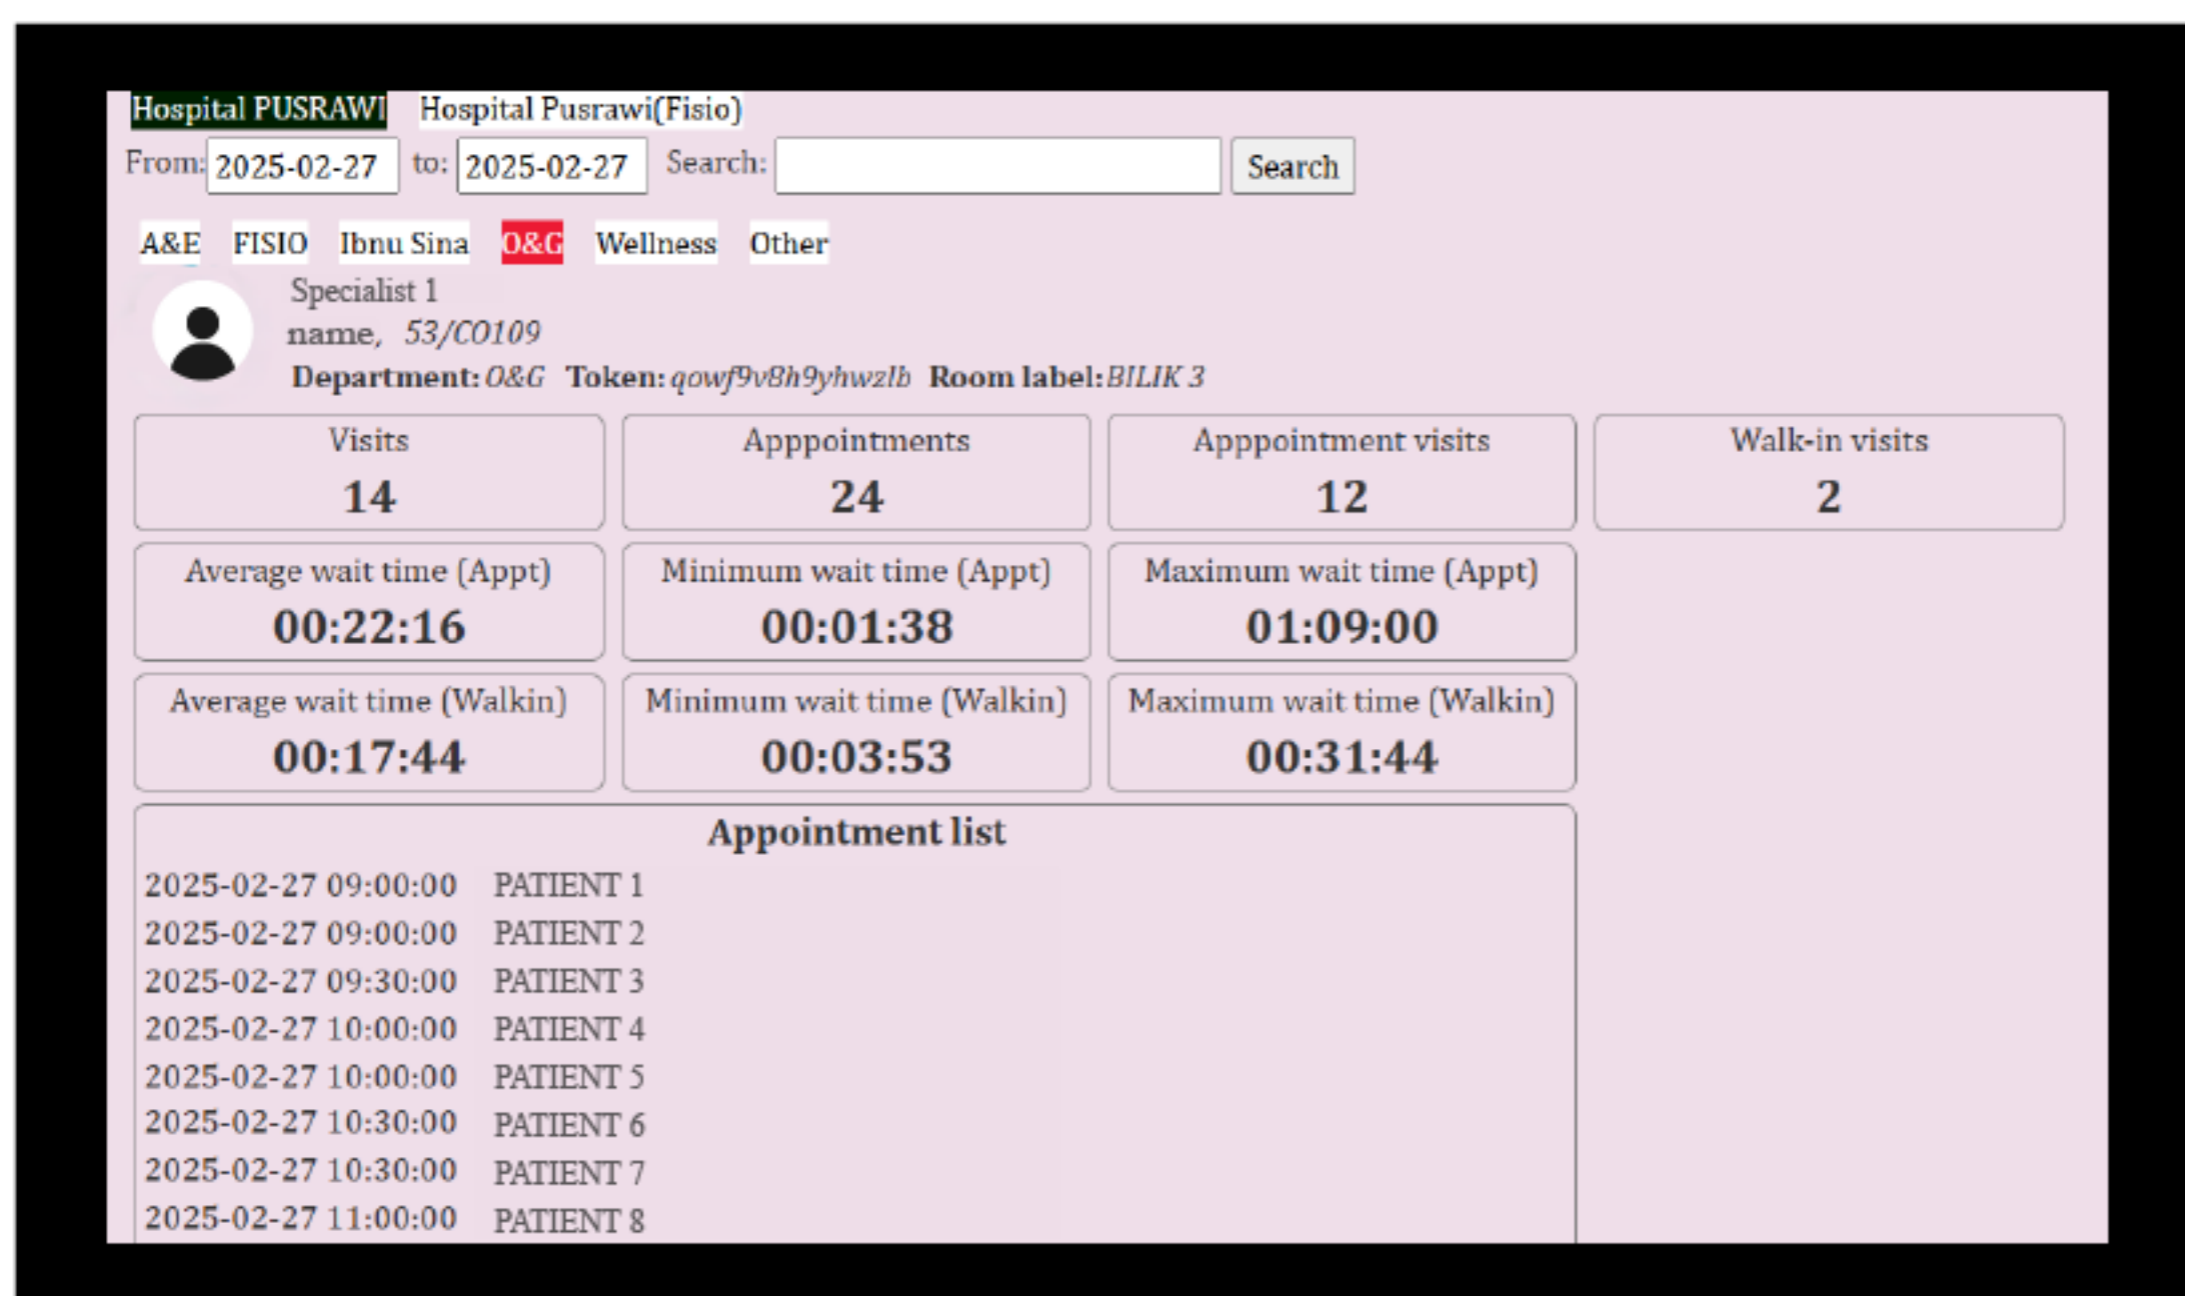 Hospital PUSRAWI Hospital Pusrawi(Fisio)
From: 2025-02-27 to: 2025-02-27 Search: Search
A&E FISIO Ibnu Sina O&G Wellness Other
Specialist 1
name, 53/CO109
Department: O&G Token: qowf9v8h9yhwzlb Room label: BILIK 3
Visits Apppointments Apppointment visits Walk-in visits
14 24 12 2
Average wait time (Appt) Minimum wait time (Appt) Maximum wait time (Appt)
00:22:16 00:01:38 01:09:00
Average wait time (Walkin) Minimum wait time (Walkin) Maximum wait time (Walkin)
00:17:44 00:03:53 00:31:44
Appointment list
2025-02-27 09:00:00 PATIENT 1
2025-02-27 09:00:00 PATIENT 2
2025-02-27 09:30:00 PATIENT 3
2025-02-27 10:00:00 PATIENT 4
2025-02-27 10:00:00 PATIENT 5
2025-02-27 10:30:00 PATIENT 6
2025-02-27 10:30:00 PATIENT 7
2025-02-27 11:00:00 PATIENT 8